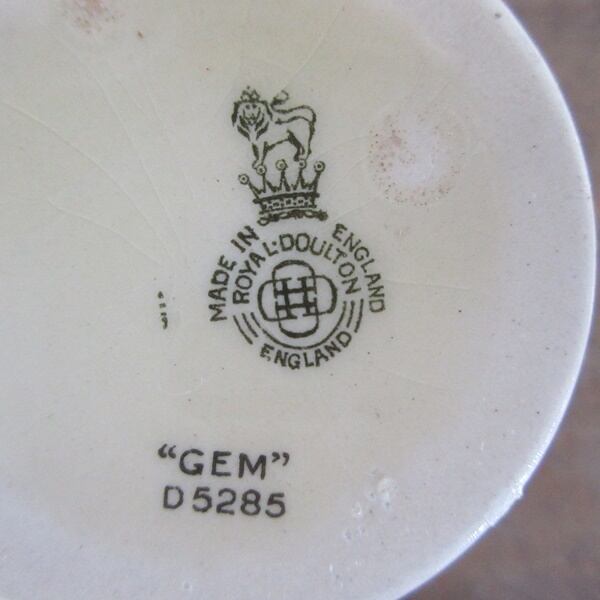 MADE IN ENGLAND
ROYAL·DOULTON
ENGLAND
"GEM"
D5285